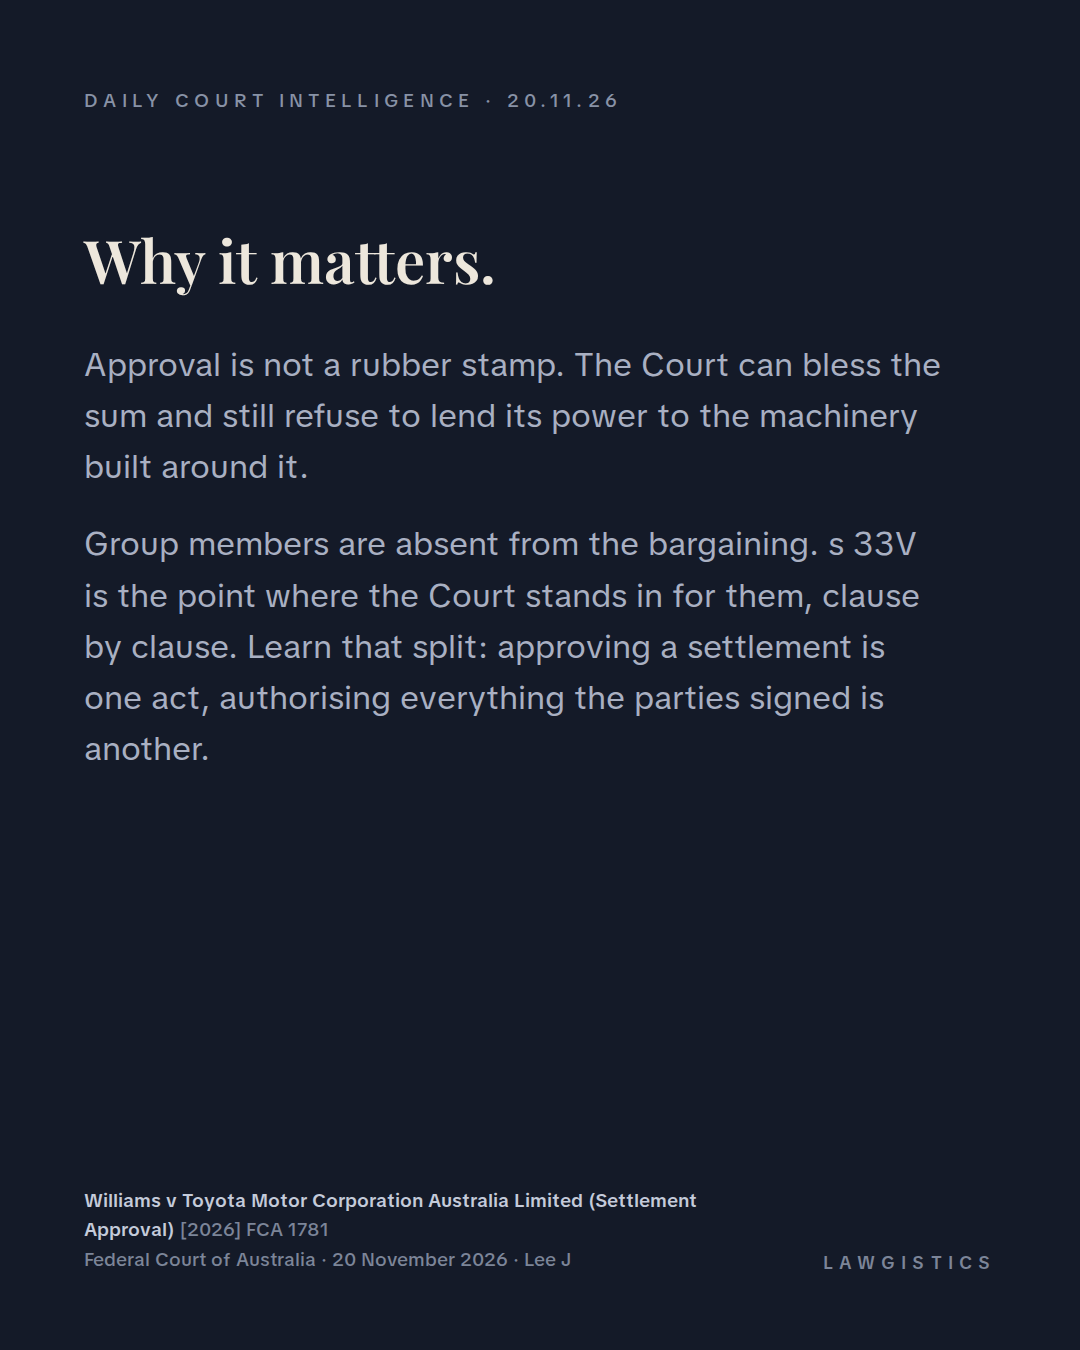 DAILY COURT INTELLIGENCE · 20.11.26
Why it matters.
Approval is not a rubber stamp. The Court can bless the
sum and still refuse to lend its power to the machinery
built around it.
Group members are absent from the bargaining. s 33V
is the point where the Court stands in for them, clause
by clause. Learn that split: approving a settlement is
one act, authorising everything the parties signed is
another.
Williams v Toyota Motor Corporation Australia Limited (Settlement
Approval) [2026] FCA 1781
Federal Court of Australia · 20 November 2026 · Lee J
LAWGISTICS